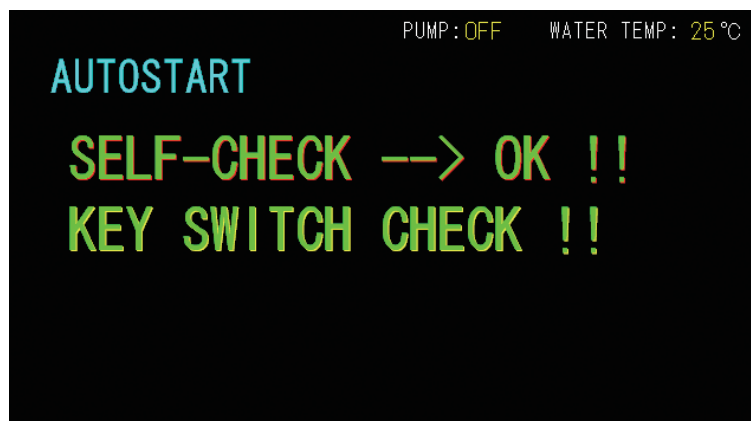 PUMP:OFF WATER TEMP: 25℃
AUTOSTART
SELF-CHECK --> OK !!
KEY SWITCH CHECK !!